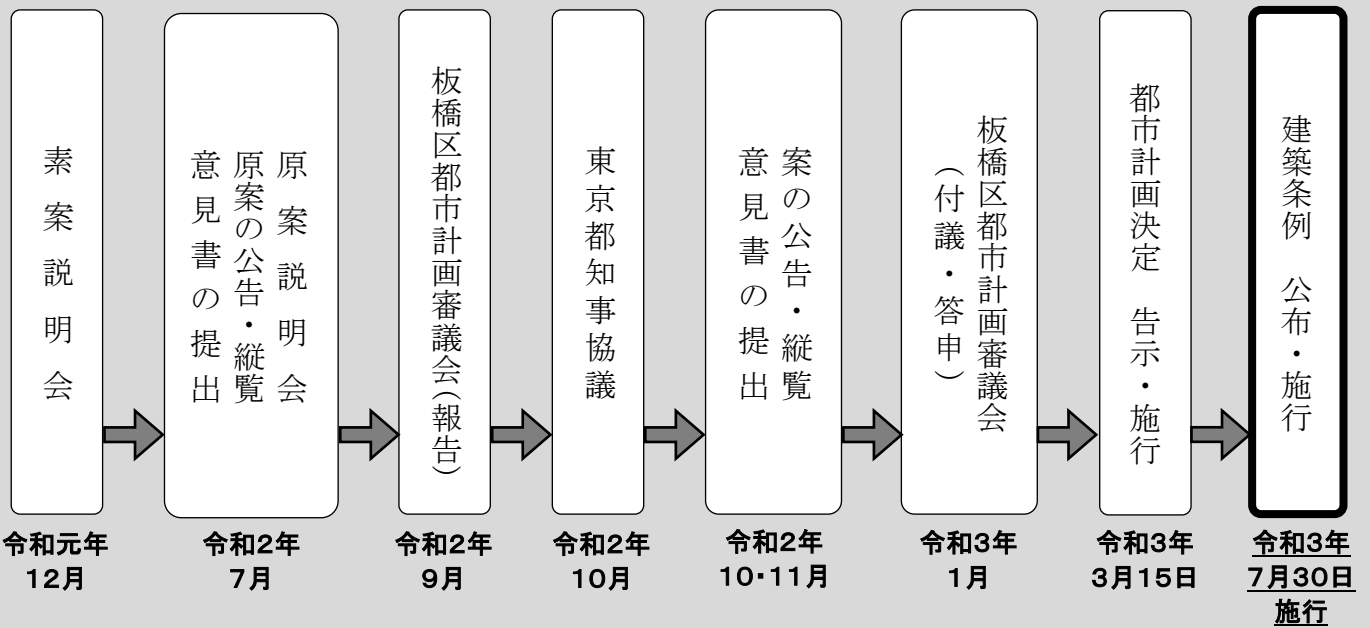 素案説明会
令和元年
12月
原案説明会
原案の公告・縦覧
意見書の提出
令和2年
7月
板橋区都市計画審議会(報告)
令和2年
9月
東京都知事協議
令和2年
10月
案の公告・縦覧
意見書の提出
令和2年
10・11月
板橋区都市計画審議会
(付議・答申)
令和3年
1月
都市計画決定　告示・施行
令和3年
3月15日
建築条例　公布・施行
令和3年
7月30日
施行